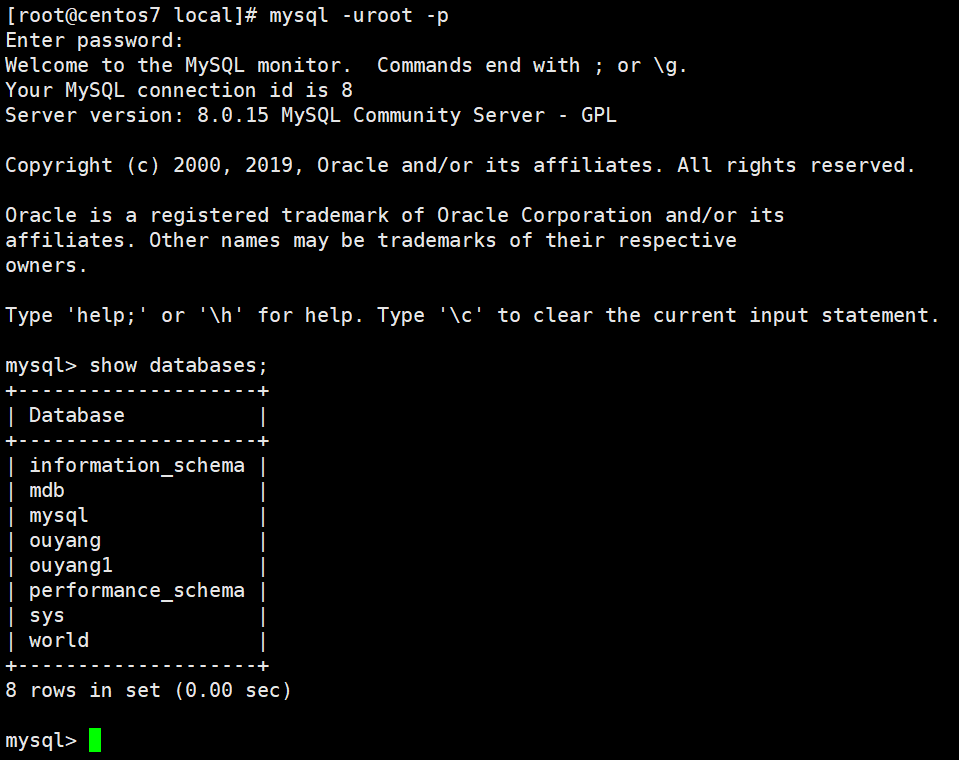 [root@centos7 local]# mysql -uroot -p
Enter password:
Welcome to the MySQL monitor.  Commands end with ; or \g.
Your MySQL connection id is 8
Server version: 8.0.15 MySQL Community Server - GPL
Copyright (c) 2000, 2019, Oracle and/or its affiliates. All rights reserved.
Oracle is a registered trademark of Oracle Corporation and/or its
affiliates. Other names may be trademarks of their respective
owners.
Type 'help;' or '\h' for help. Type '\c' to clear the current input statement.
mysql> show databases;
+--------------------+
| Database           |
+--------------------+
| information_schema |
| mdb                |
| mysql              |
| ouyang             |
| ouyang1            |
| performance_schema |
| sys                |
| world              |
+--------------------+
8 rows in set (0.00 sec)
mysql>